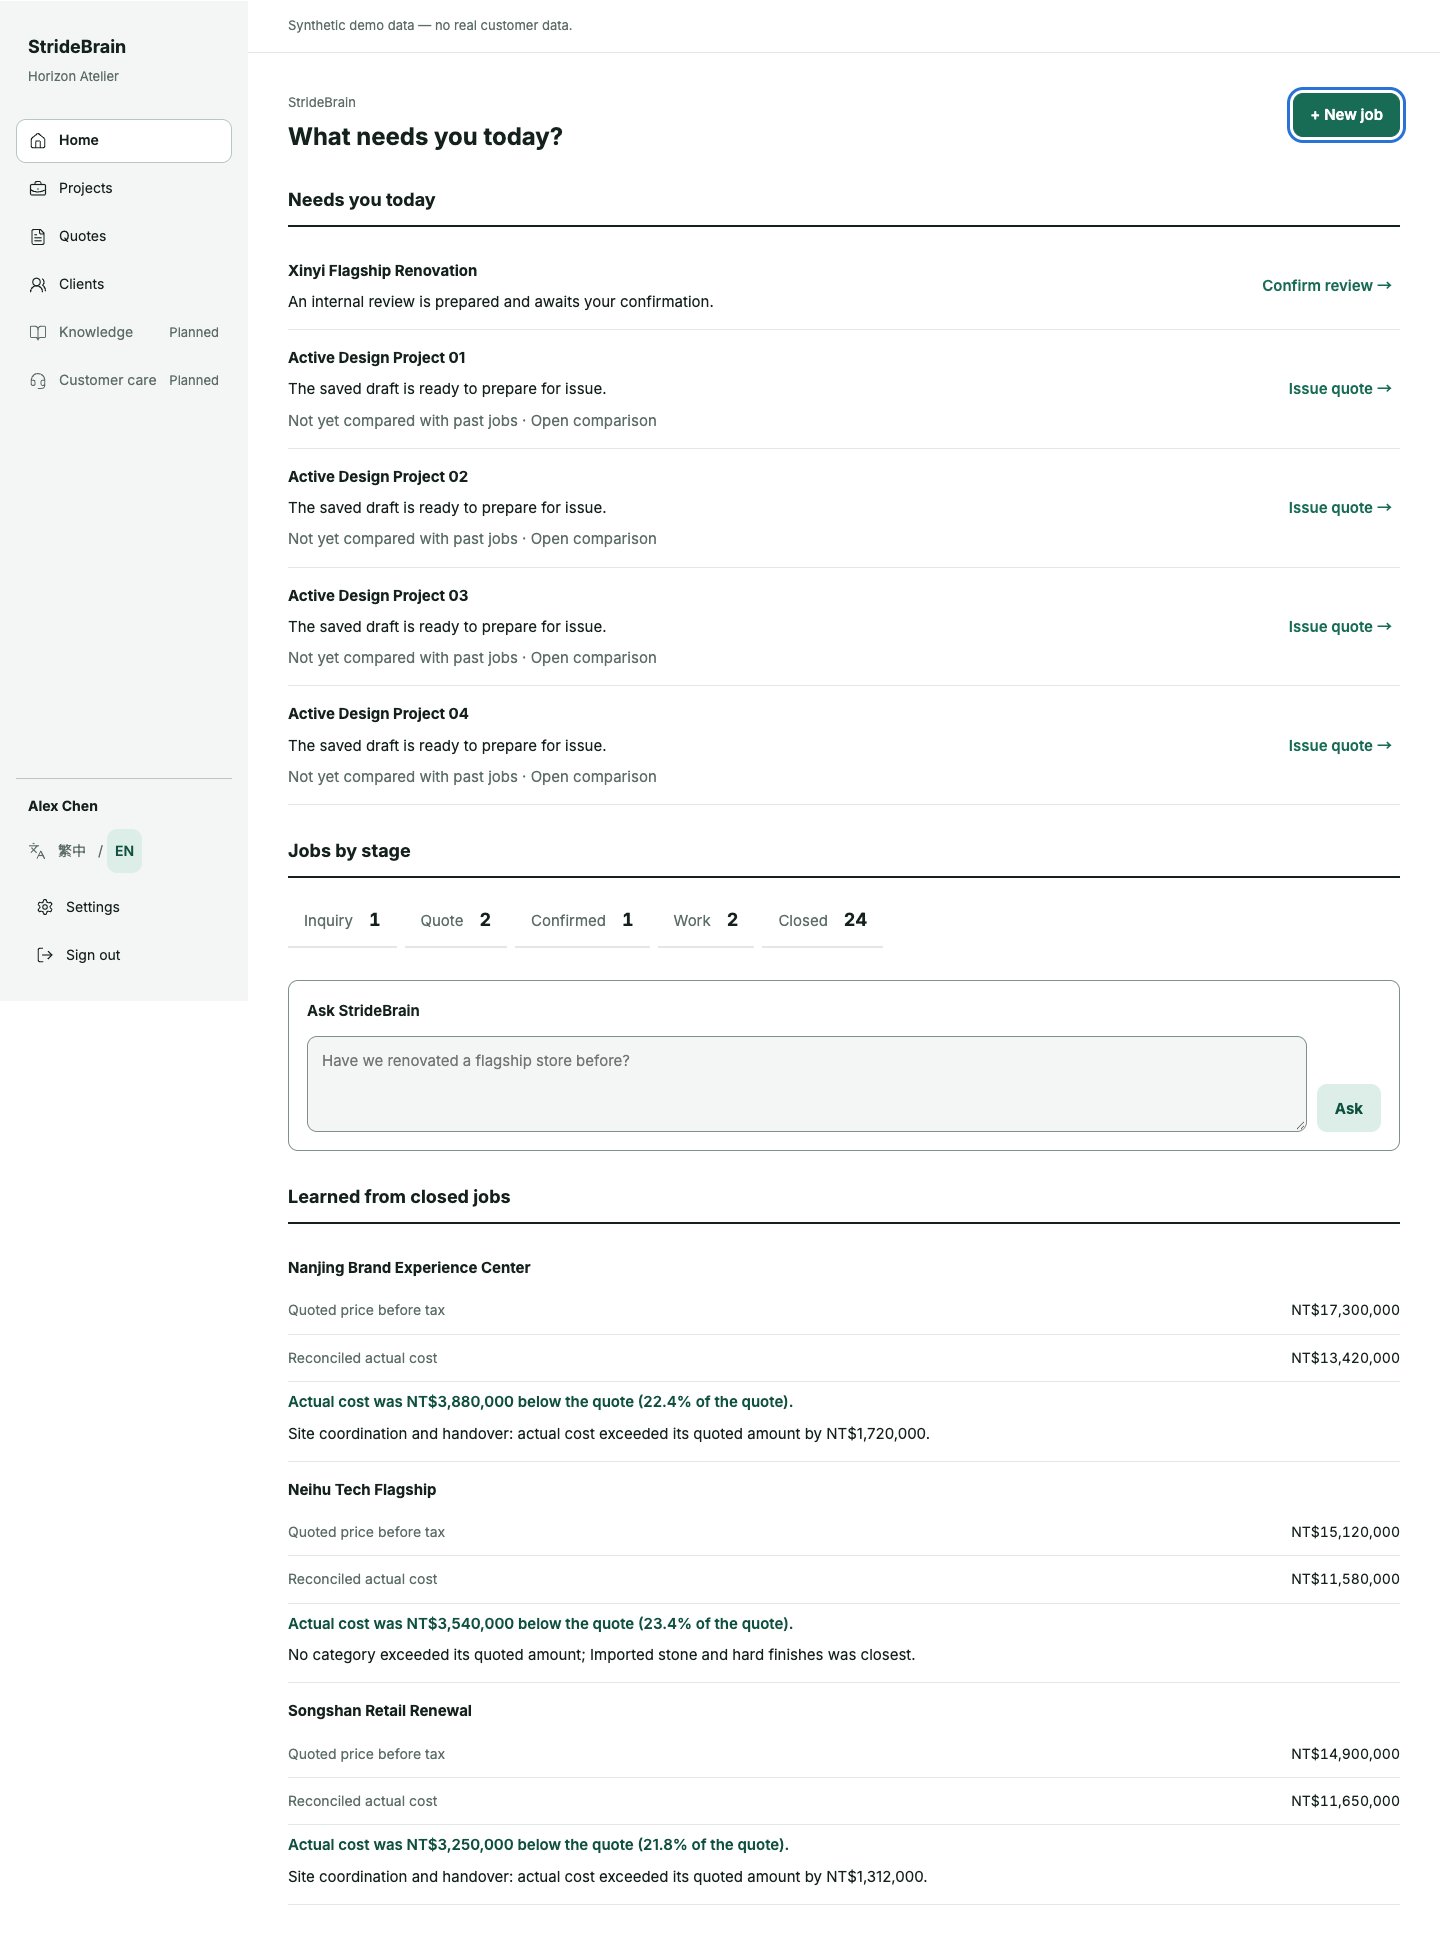 StrideBrain
Horizon Atelier
Home
Projects
Quotes
Clients
Knowledge Planned
Customer care Planned
Alex Chen
繁中 / EN
Settings
Sign out
Synthetic demo data — no real customer data.
StrideBrain
What needs you today?
+ New job
Needs you today
Xinyi Flagship Renovation
An internal review is prepared and awaits your confirmation.
Confirm review →
Active Design Project 01
The saved draft is ready to prepare for issue.
Not yet compared with past jobs · Open comparison
Issue quote →
Active Design Project 02
The saved draft is ready to prepare for issue.
Not yet compared with past jobs · Open comparison
Issue quote →
Active Design Project 03
The saved draft is ready to prepare for issue.
Not yet compared with past jobs · Open comparison
Issue quote →
Active Design Project 04
The saved draft is ready to prepare for issue.
Not yet compared with past jobs · Open comparison
Issue quote →
Jobs by stage
Inquiry 1 Quote 2 Confirmed 1 Work 2 Closed 24
Ask StrideBrain
Have we renovated a flagship store before?
Ask
Learned from closed jobs
Nanjing Brand Experience Center
Quoted price before tax NT$17,300,000
Reconciled actual cost NT$13,420,000
Actual cost was NT$3,880,000 below the quote (22.4% of the quote).
Site coordination and handover: actual cost exceeded its quoted amount by NT$1,720,000.
Neihu Tech Flagship
Quoted price before tax NT$15,120,000
Reconciled actual cost NT$11,580,000
Actual cost was NT$3,540,000 below the quote (23.4% of the quote).
No category exceeded its quoted amount; Imported stone and hard finishes was closest.
Songshan Retail Renewal
Quoted price before tax NT$14,900,000
Reconciled actual cost NT$11,650,000
Actual cost was NT$3,250,000 below the quote (21.8% of the quote).
Site coordination and handover: actual cost exceeded its quoted amount by NT$1,312,000.